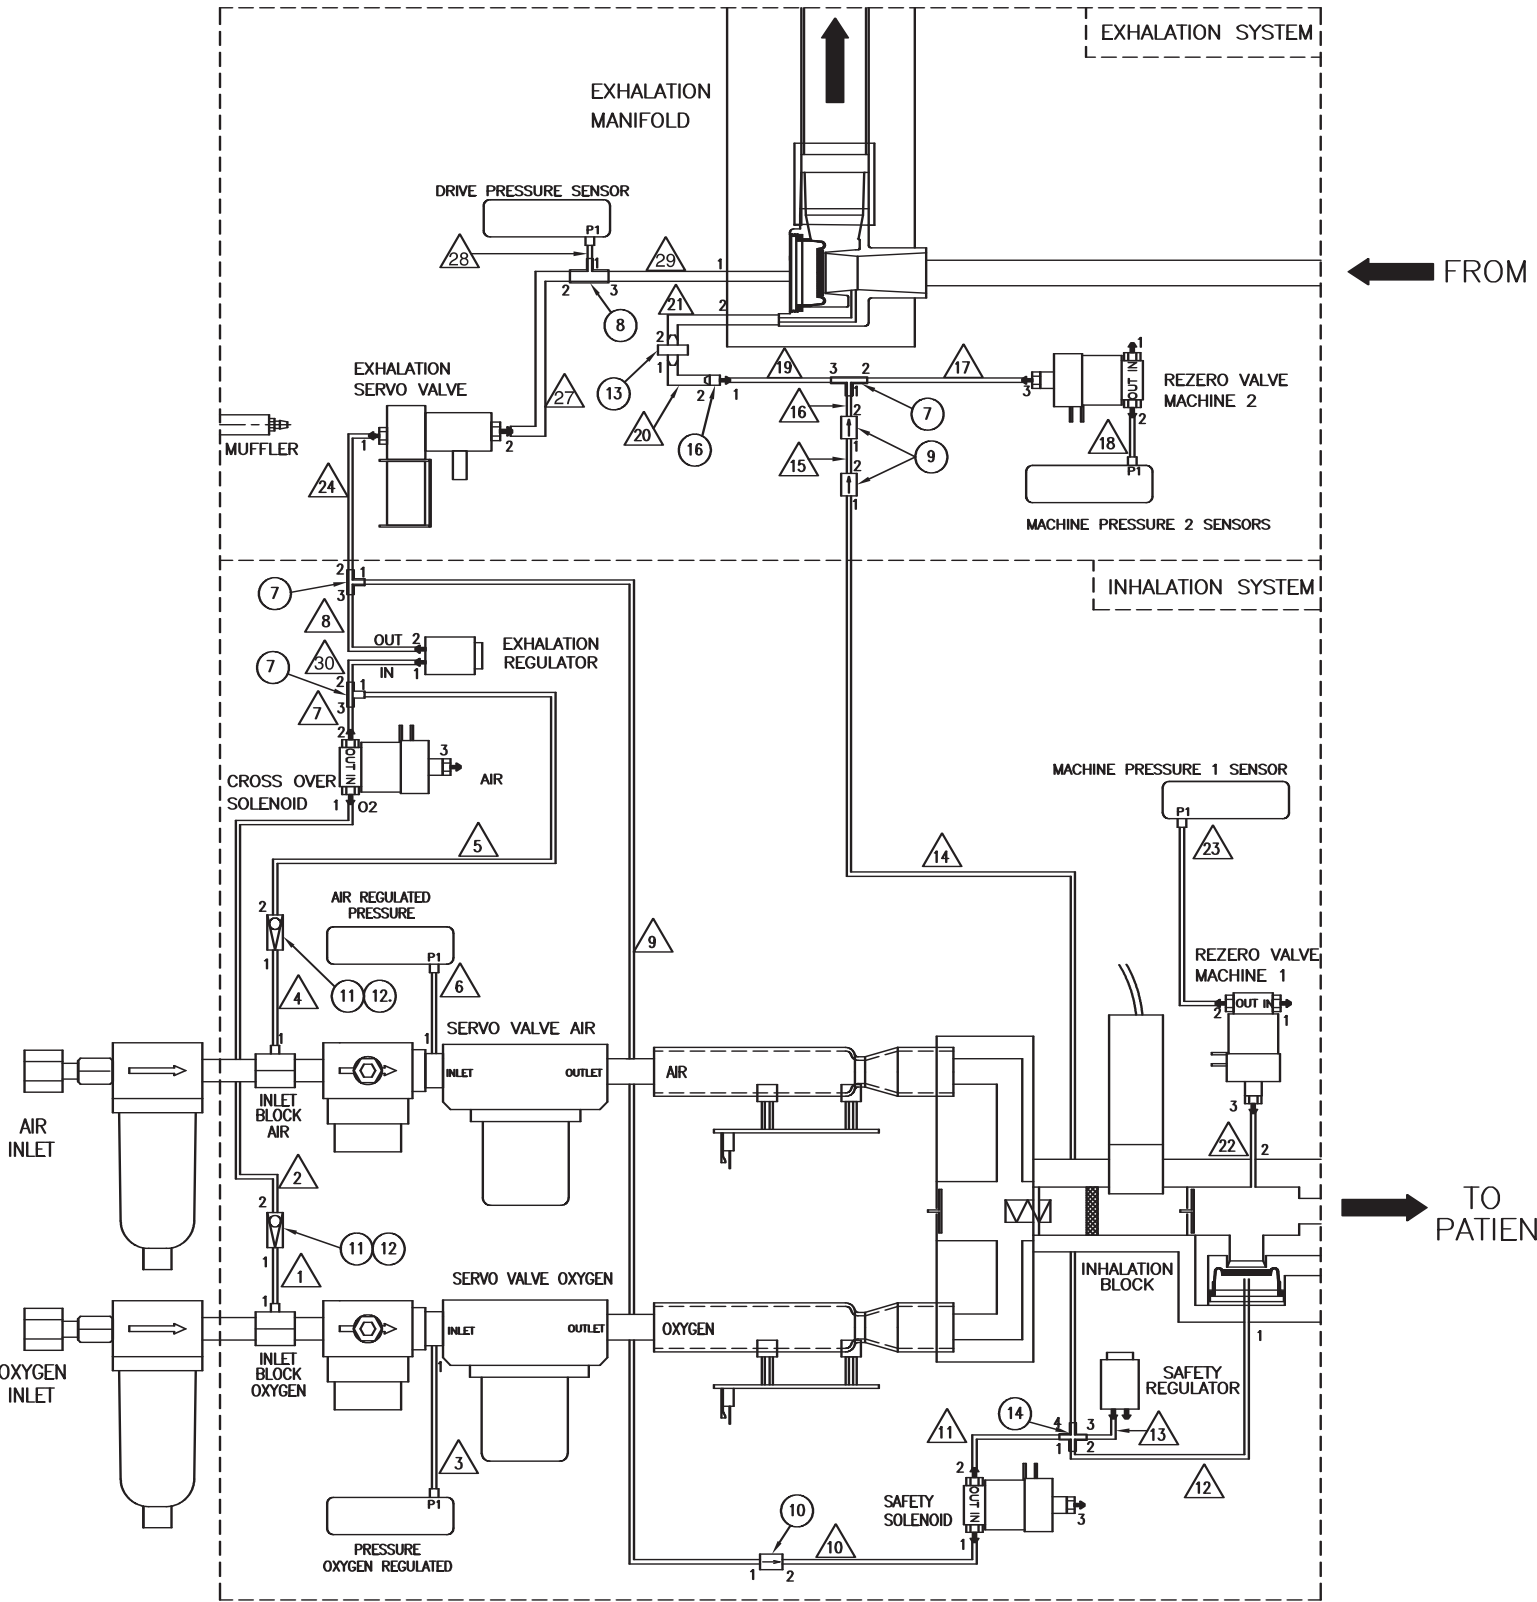 EXHALATION SYSTEM
EXHALATION
MANIFOLD
DRIVE PRESSURE SENSOR
P1
28
1
2
3
29
1
8
21
2
FROM
EXHALATION
SERVO VALVE
27
2
1
13
20
2
16
1
19
3
2
17
1
16
7
2
1
15
2
1
9
3
OUT IN
1
2
REZERO VALVE
MACHINE 2
18
P1
MACHINE PRESSURE 2 SENSORS
MUFFLER
1
2
24
INHALATION SYSTEM
2
1
7
3
8
OUT
2
IN
1
EXHALATION
REGULATOR
30
7
2
1
3
7
2
OUT IN
3
AIR
CROSS OVER
SOLENOID
1
O2
5
14
MACHINE PRESSURE 1 SENSOR
P1
23
AIR REGULATED
PRESSURE
P1
2
1
11
12.
4
6
9
REZERO VALVE
MACHINE 1
2
OUT IN
1
3
22
2
SERVO VALVE AIR
1
1
INLET
OUTLET
AIR
AIR
INLET
INLET
BLOCK
AIR
2
2
1
11
12
1
1
TO
PATIEN
INHALATION
BLOCK
1
SERVO VALVE OXYGEN
INLET
OUTLET
OXYGEN
OXYGEN
INLET
INLET
BLOCK
OXYGEN
1
3
P1
PRESSURE
OXYGEN REGULATED
SAFETY
REGULATOR
14
4
3
1
2
13
11
12
2
OUT IN
3
1
SAFETY
SOLENOID
10
10
1
2